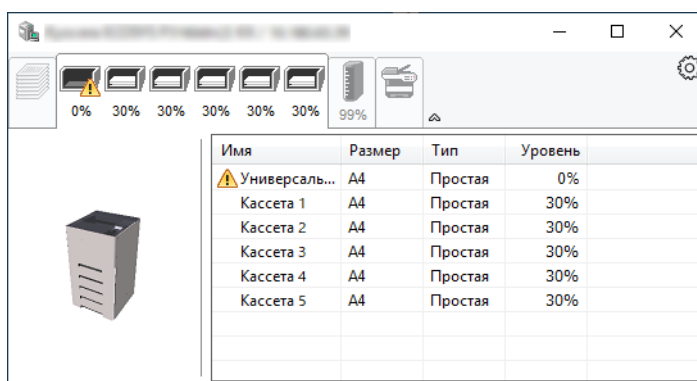 0% 30% 30% 30% 30% 30% 99%
Имя Размер Тип Уровень
Универсаль... A4 Простая 0%
Кассета 1 A4 Простая 30%
Кассета 2 A4 Простая 30%
Кассета 3 A4 Простая 30%
Кассета 4 A4 Простая 30%
Кассета 5 A4 Простая 30%